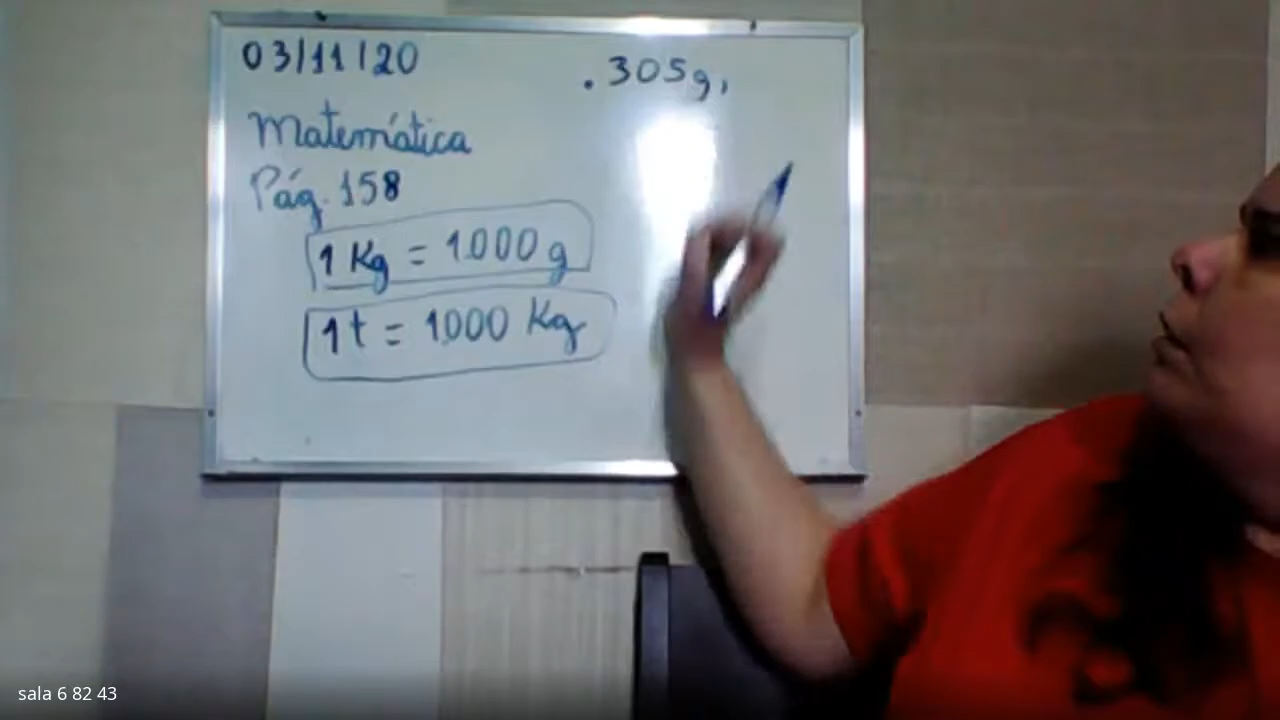 03/11/20
.305g,
Matemática
Pág. 158
1 Kg = 1000 g
1 t = 1000 Kg
sala 6 82 43